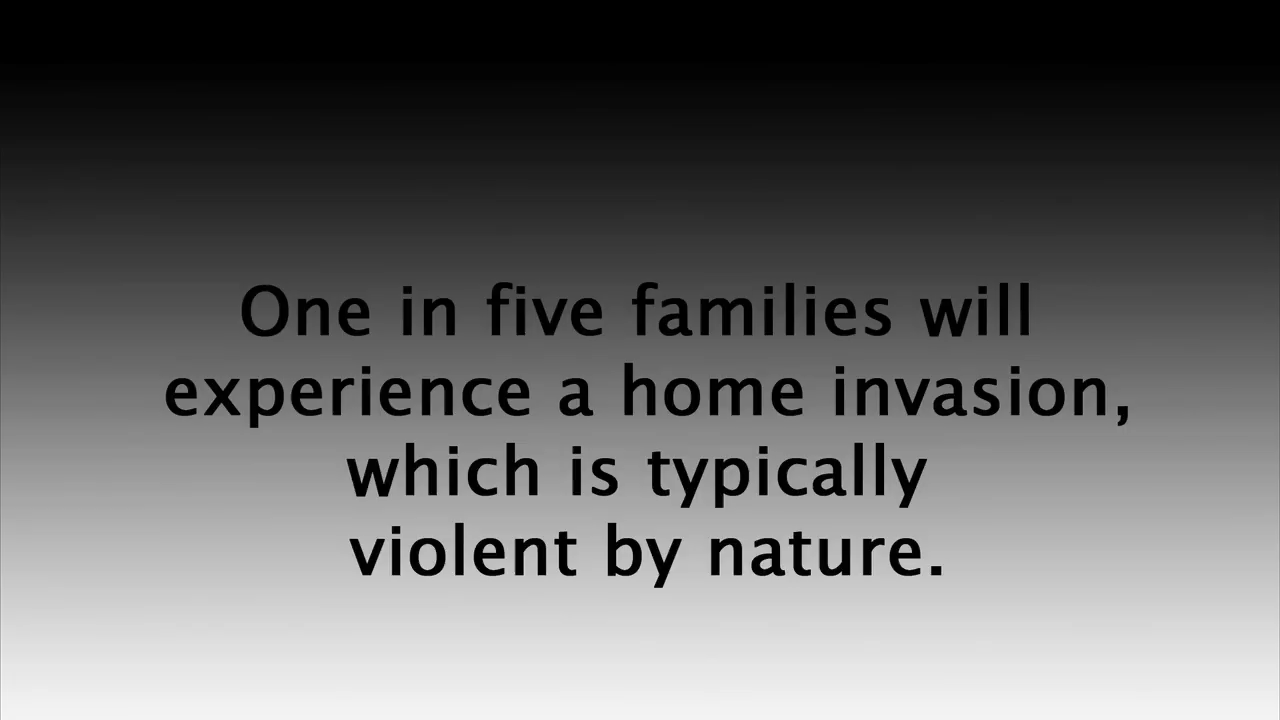 One in five families will
experience a home invasion,
which is typically
violent by nature.